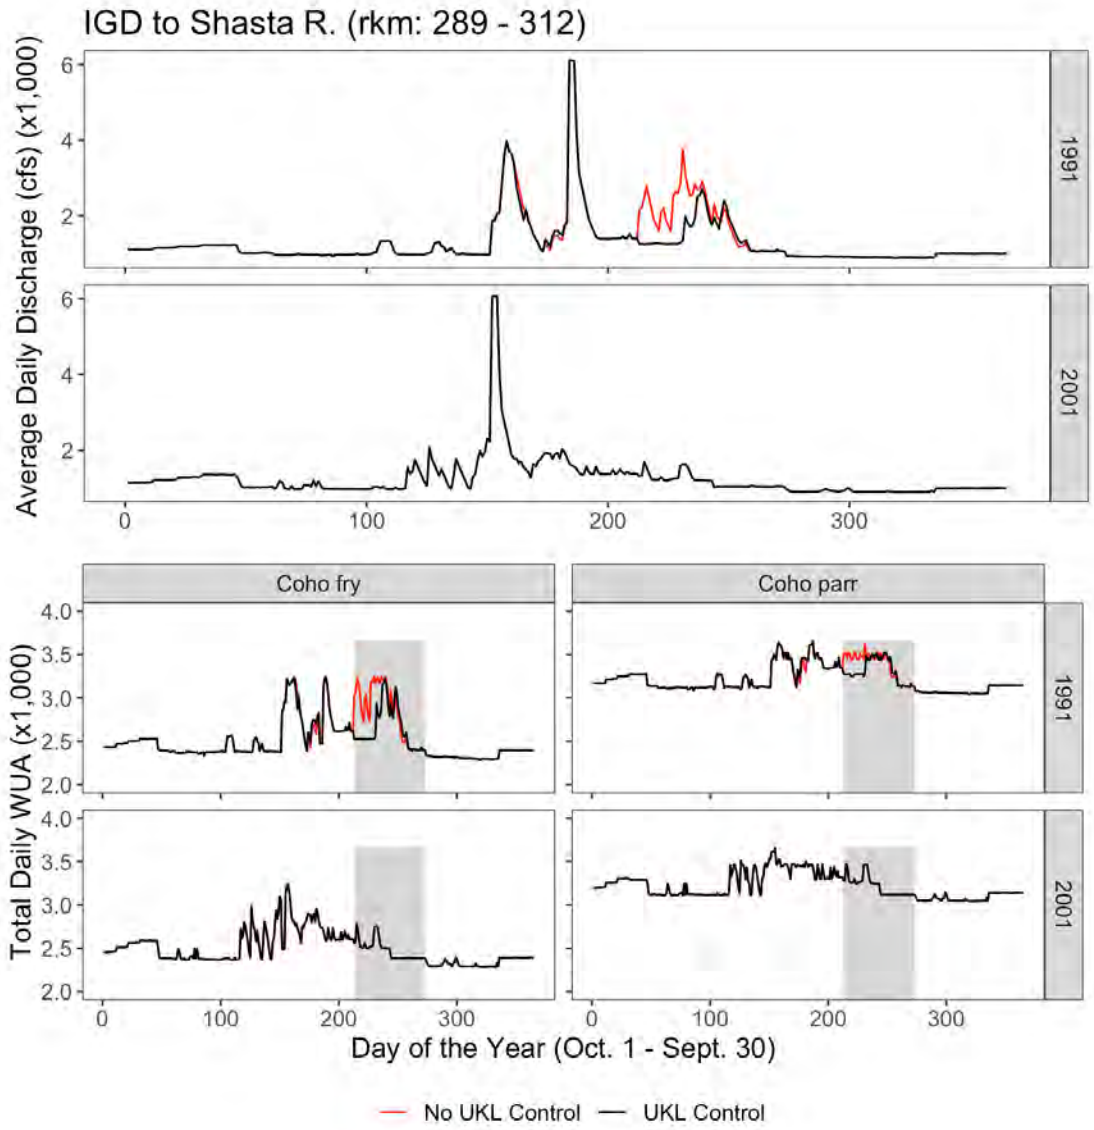 IGD to Shasta R. (rkm: 289 - 312)
Average Daily Discharge (cfs) (x1,000)
6
4
2
1991
6
4
2
2001
0 100 200 300
Coho fry Coho parr
Total Daily WUA (x1,000)
4.0
3.5
3.0
2.5
2.0
1991
4.0
3.5
3.0
2.5
2.0
2001
0 100 200 300 0 100 200 300
Day of the Year (Oct. 1 - Sept. 30)
No UKL Control UKL Control